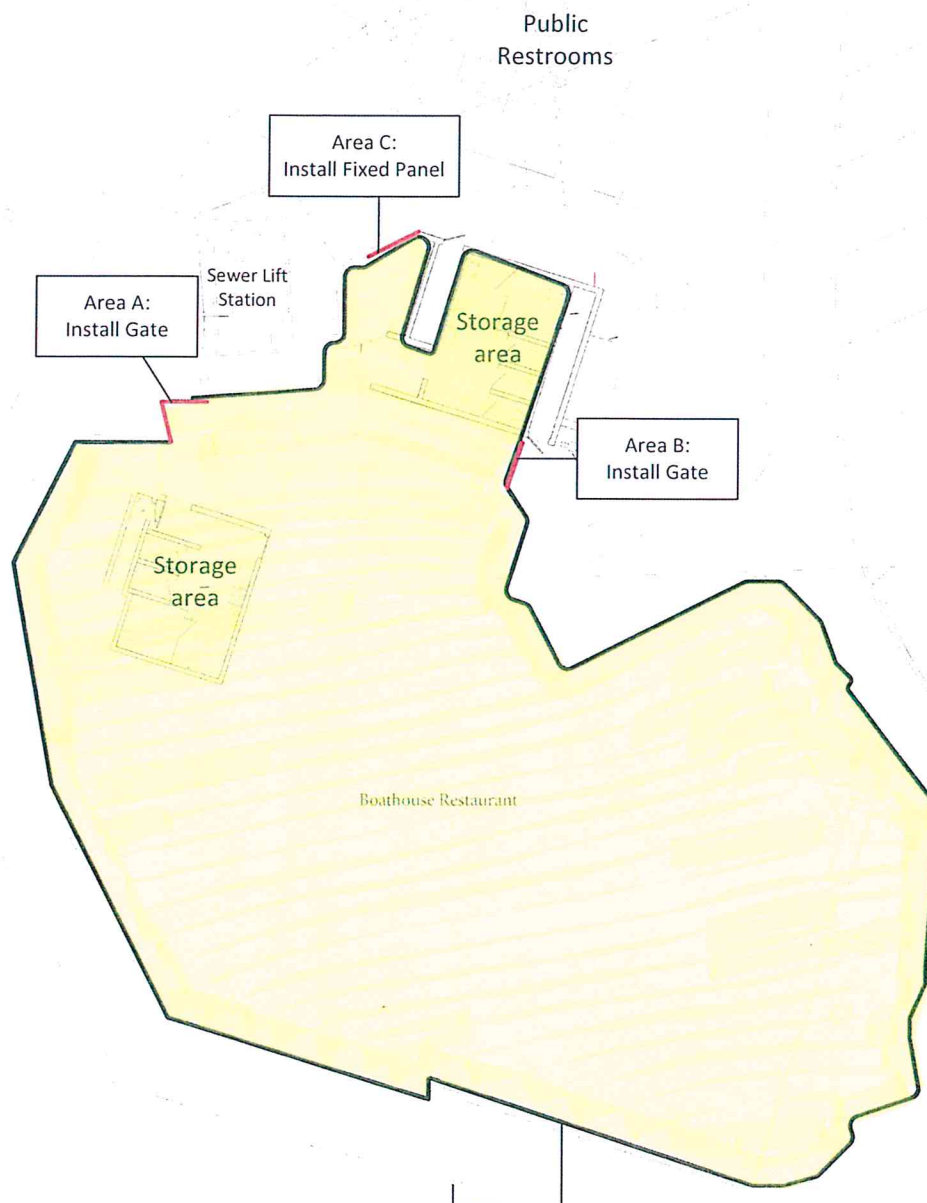 Public
Restrooms
Area C:
Install Fixed Panel
Sewer Lift
Station
Area A:
Install Gate
Storage
area
Area B:
Install Gate
Storage
area
Boathouse Restaurant